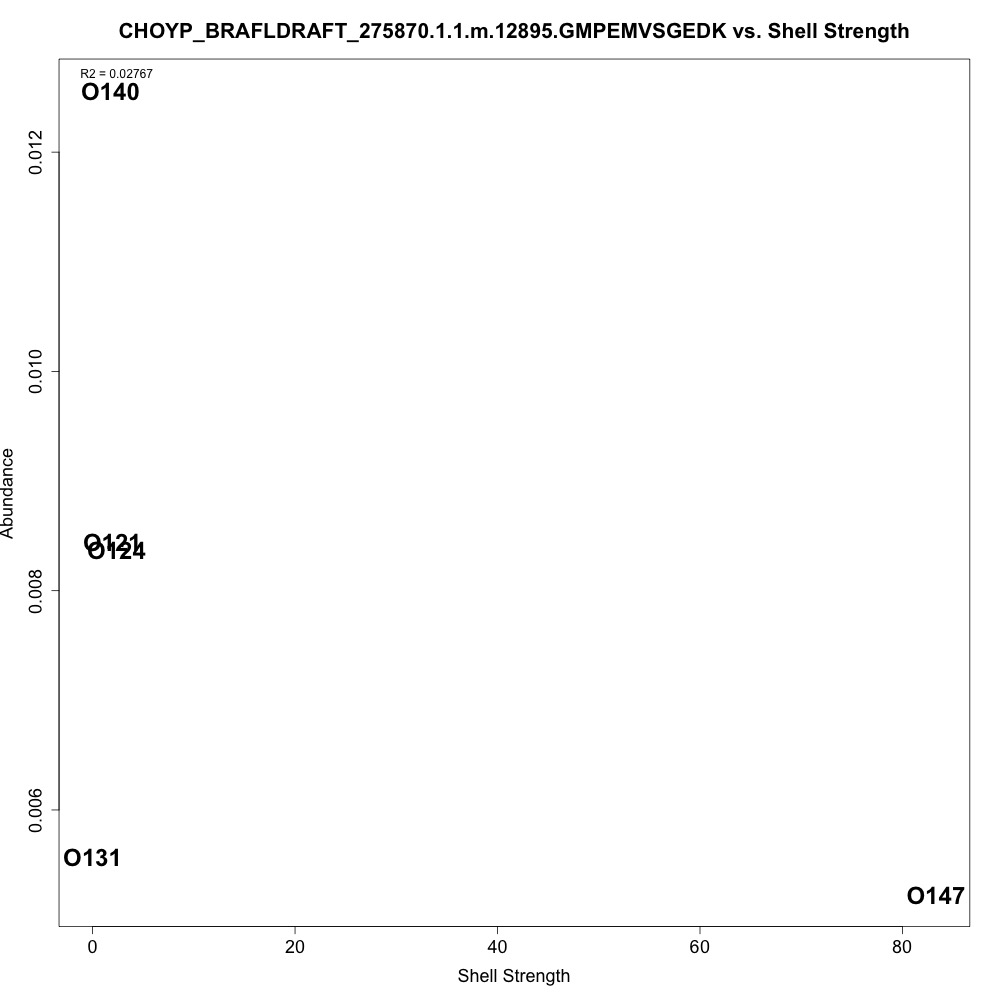 CHOYP_BRAFLDRAFT_275870.1.1.m.12895.GMPEMVSGEDK vs. Shell Strength
R2 = 0.02767
O140
0.012
0.010
Abundance
O121
O124
0.008
0.006
O131
O147
0 20 40 60 80
Shell Strength